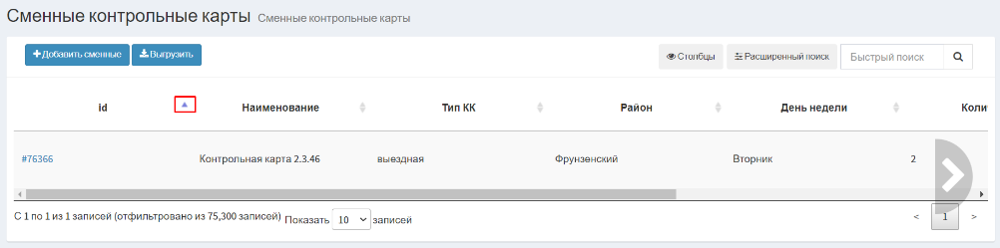 Сменные контрольные карты Сменные контрольные карты
Добавить сменные Выгрузить Столбцы Расширенный поиск Быстрый поиск
id Наименование Тип КК Район День недели Коли
#76366 Контрольная карта 2.3.46 выездная Фрунзенский Вторник 2
С 1 по 1 из 1 записей (отфильтровано из 75,300 записей) Показать 10 записей < 1 >